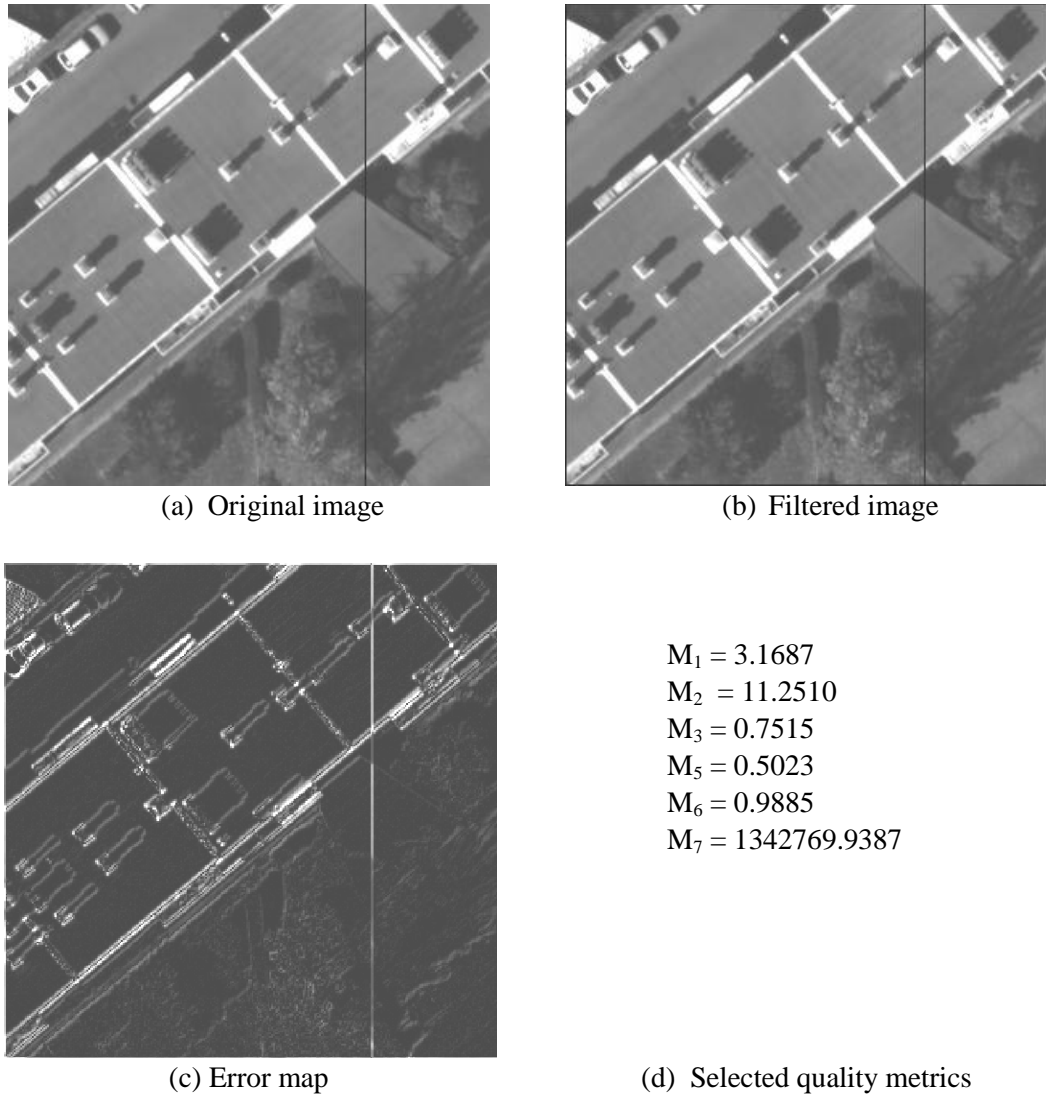 (a) Original image
(b) Filtered image
M₁ = 3.1687
M₂ = 11.2510
M₃ = 0.7515
M₅ = 0.5023
M₆ = 0.9885
M₇ = 1342769.9387
(c) Error map
(d) Selected quality metrics